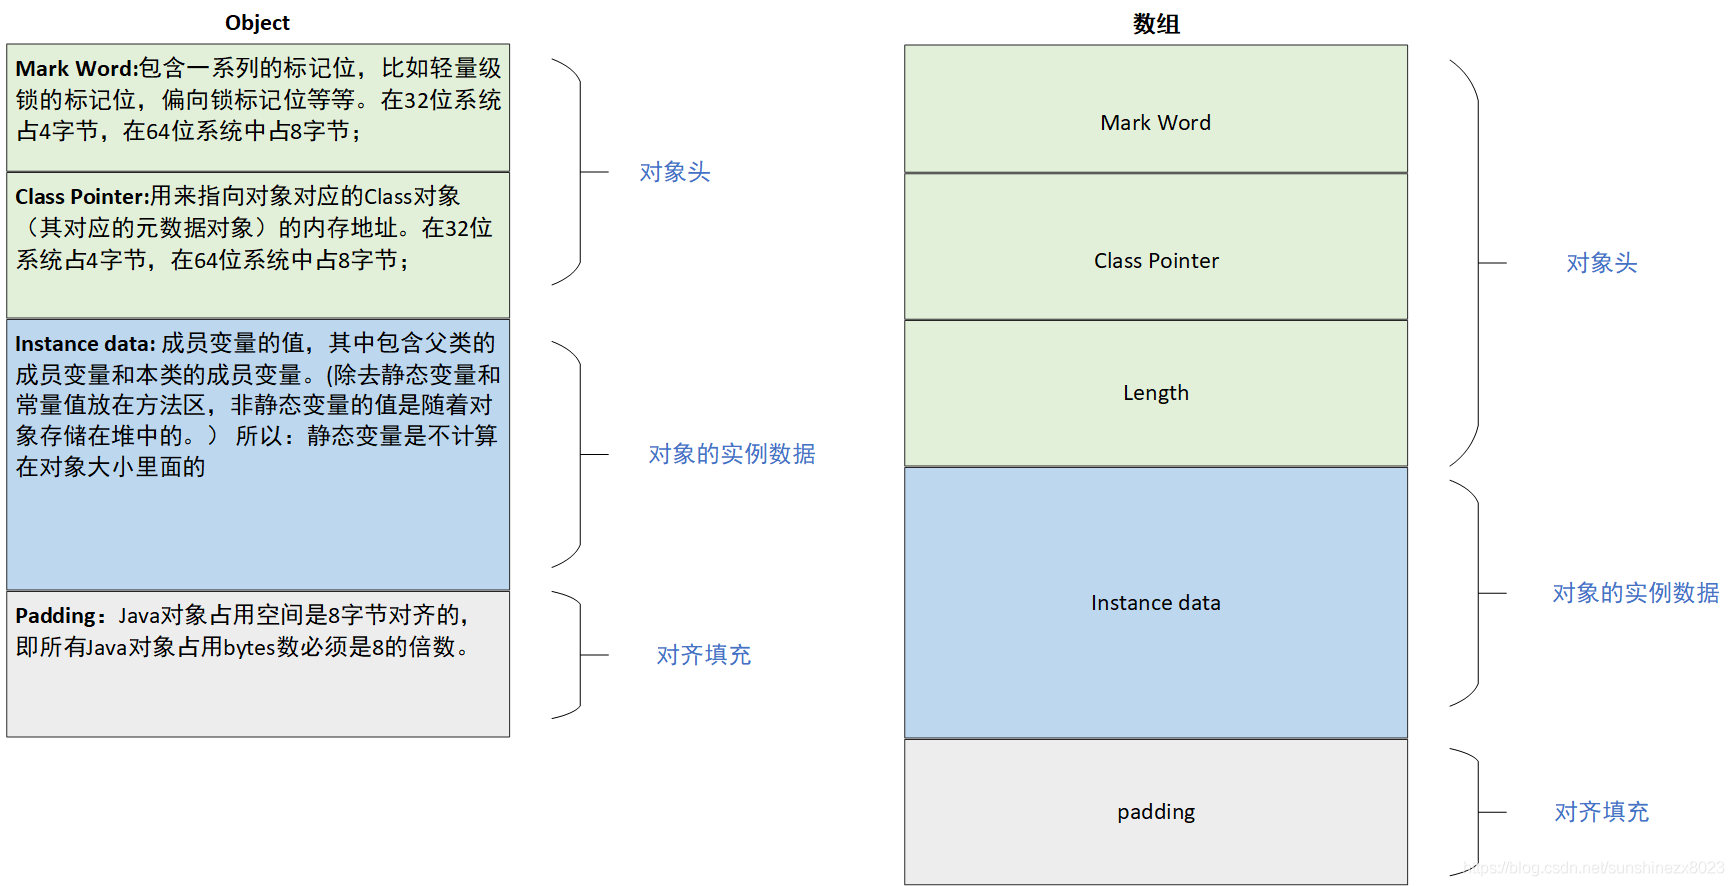 Object
Mark Word:包含一系列的标记位，比如轻量级
锁的标记位，偏向锁标记位等等。在32位系统
占4字节，在64位系统中占8字节；
Class Pointer:用来指向对象对应的Class对象
（其对应的元数据对象）的内存地址。在32位
系统占4字节，在64位系统中占8字节；
对象头
Instance data: 成员变量的值，其中包含父类的
成员变量和本类的成员变量。(除去静态变量和
常量值放在方法区，非静态变量的值是随着对
象存储在堆中的。） 所以：静态变量是不计算
在对象大小里面的
对象的实例数据
Padding：Java对象占用空间是8字节对齐的，
即所有Java对象占用bytes数必须是8的倍数。
对齐填充
数组
Mark Word
Class Pointer
Length
对象头
Instance data
对象的实例数据
padding
对齐填充
https://blog.csdn.net/sunshinezx8023